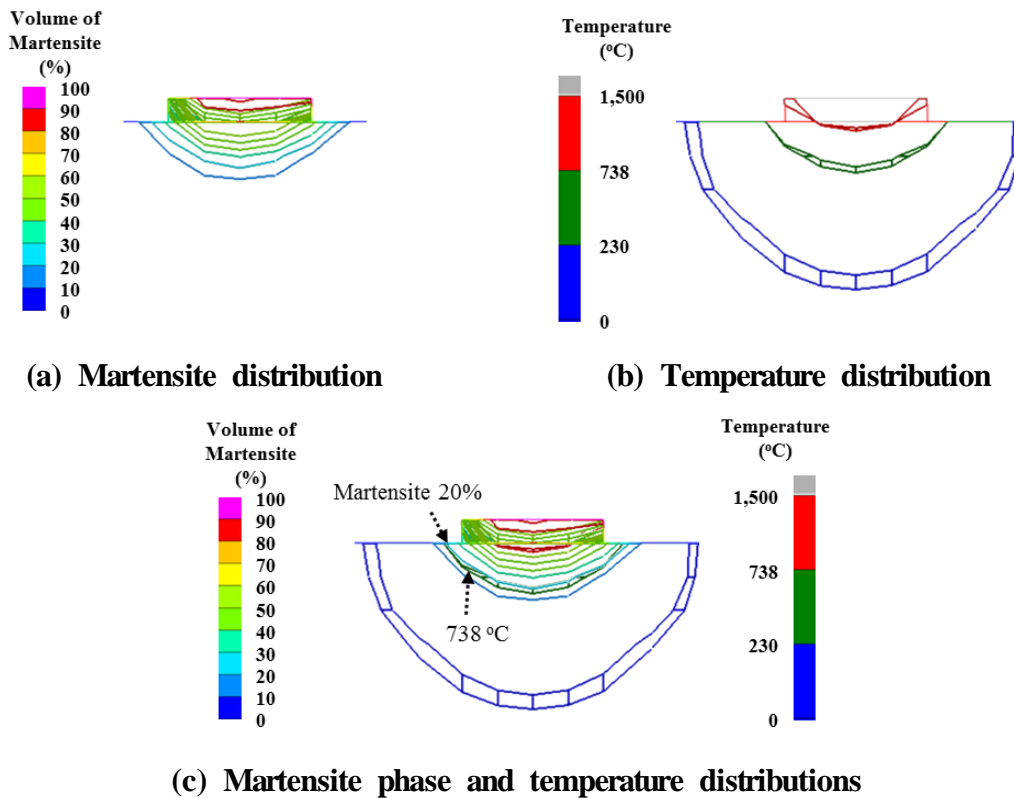 Volume of
Martensite
(%)
100
90
80
70
60
50
40
30
20
10
0
Temperature
(°C)
1,500
738
230
0
(a) Martensite distribution
(b) Temperature distribution
Volume of
Martensite
(%)
100
90
80
70
60
50
40
30
20
10
0
Martensite 20%
738 °C
Temperature
(°C)
1,500
738
230
0
(c) Martensite phase and temperature distributions